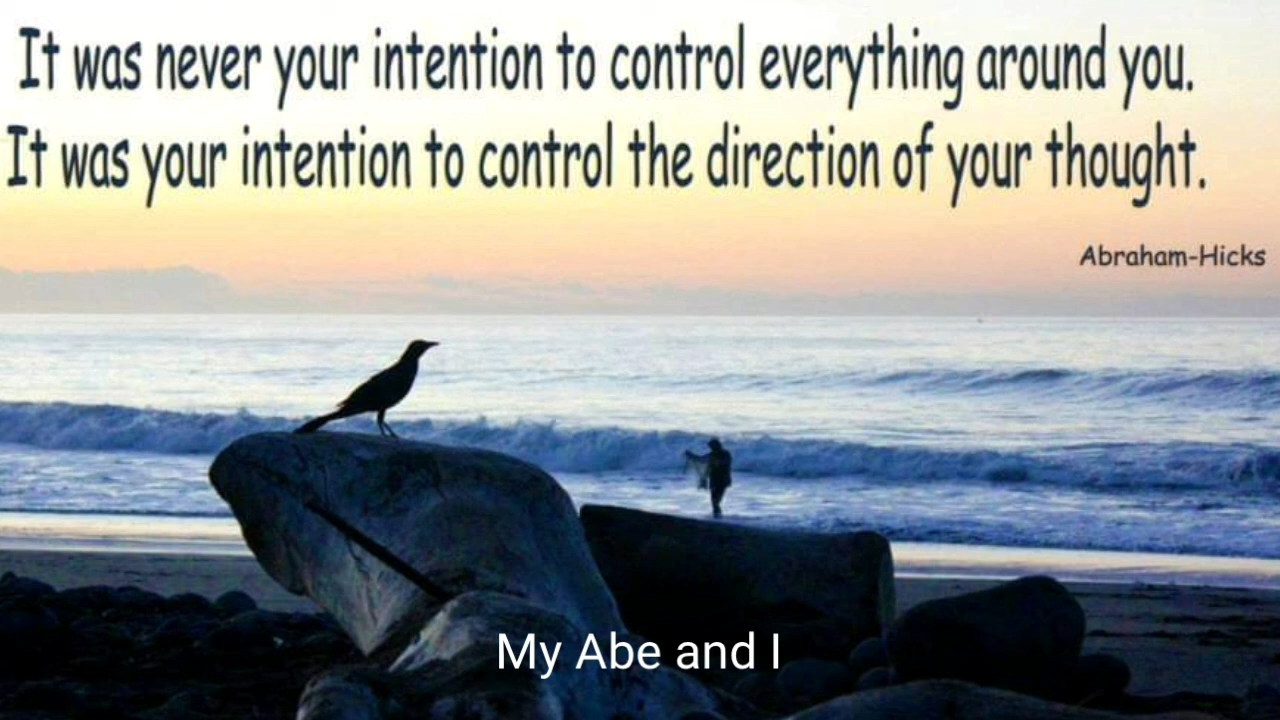 It was never your intention to control everything around you.
It was your intention to control the direction of your thought.
Abraham-Hicks
My Abe and I